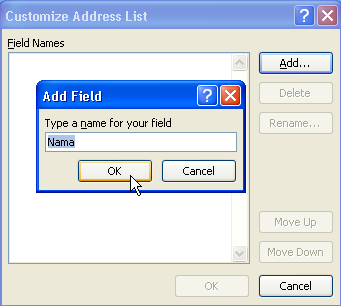 Customize Address List
Field Names
Add...
Delete
Rename...
Add Field
Type a name for your field
Nama
OK
Cancel
Move Up
Move Down
OK
Cancel